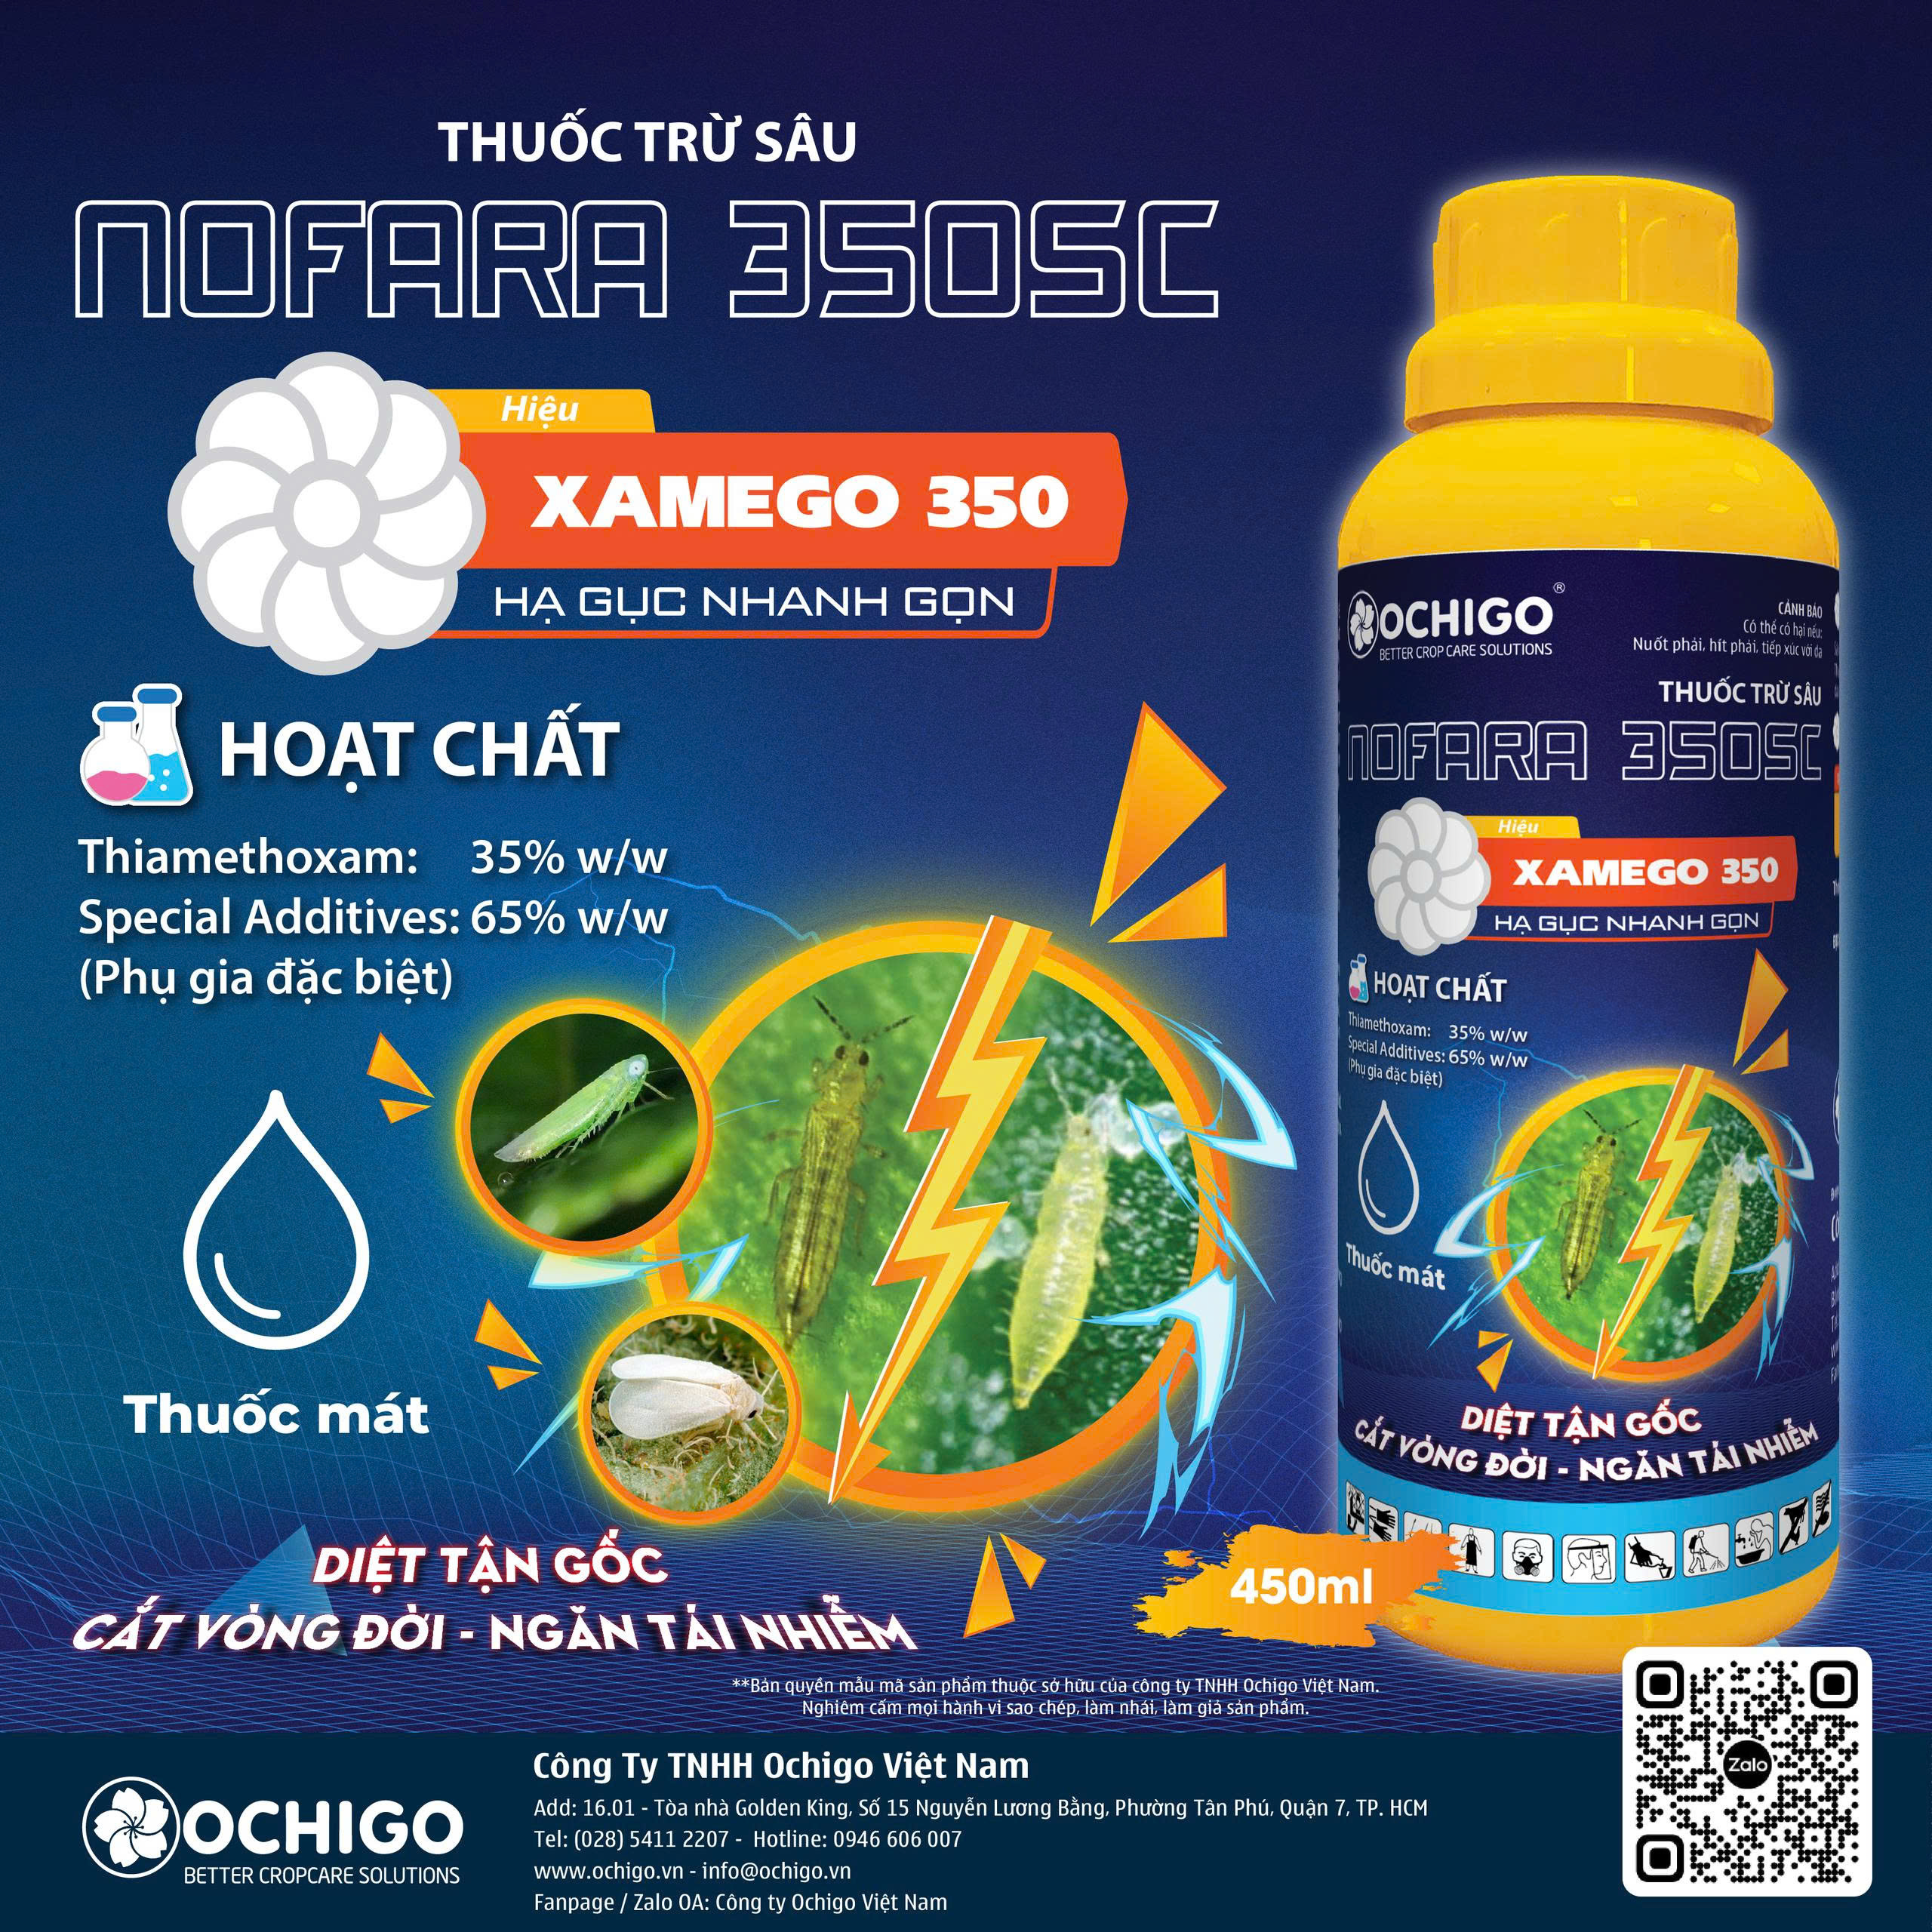 THUỐC TRỪ SÂU
NOFARA 350SC
Hiệu
XAMEGO 350
HẠ GỤC NHANH GỌN
HOẠT CHẤT
Thiamethoxam: 35% w/w
Special Additives: 65% w/w
(Phụ gia đặc biệt)
Thuốc mát
DIỆT TẬN GỐC
CẮT VÒNG ĐỜI - NGĂN TÁI NHIỄM
OCHIGO®
BETTER CROP CARE SOLUTIONS
CẢNH BÁO
Có thể có hại nếu:
Nuốt phải, hít phải, tiếp xúc với da
THUỐC TRỪ SÂU
NOFARA 350SC
Hiệu
XAMEGO 350
HẠ GỤC NHANH GỌN
HOẠT CHẤT
Thiamethoxam: 35% w/w
Special Additives: 65% w/w
(Phụ gia đặc biệt)
Thuốc mát
DIỆT TẬN GỐC
CẮT VÒNG ĐỜI - NGĂN TÁI NHIỄM
450ml
**Bản quyền mẫu mã sản phẩm thuộc sở hữu của công ty TNHH Ochigo Việt Nam.
Nghiêm cấm mọi hành vi sao chép, làm nhái, làm giả sản phẩm.
OCHIGO
BETTER CROPCARE SOLUTIONS
Công Ty TNHH Ochigo Việt Nam
Add: 16.01 - Tòa nhà Golden King, Số 15 Nguyễn Lương Bằng, Phường Tân Phú, Quận 7, TP. HCM
Tel: (028) 5411 2207 - Hotline: 0946 606 007
www.ochigo.vn - info@ochigo.vn
Fanpage / Zalo OA: Công ty Ochigo Việt Nam
Zalo